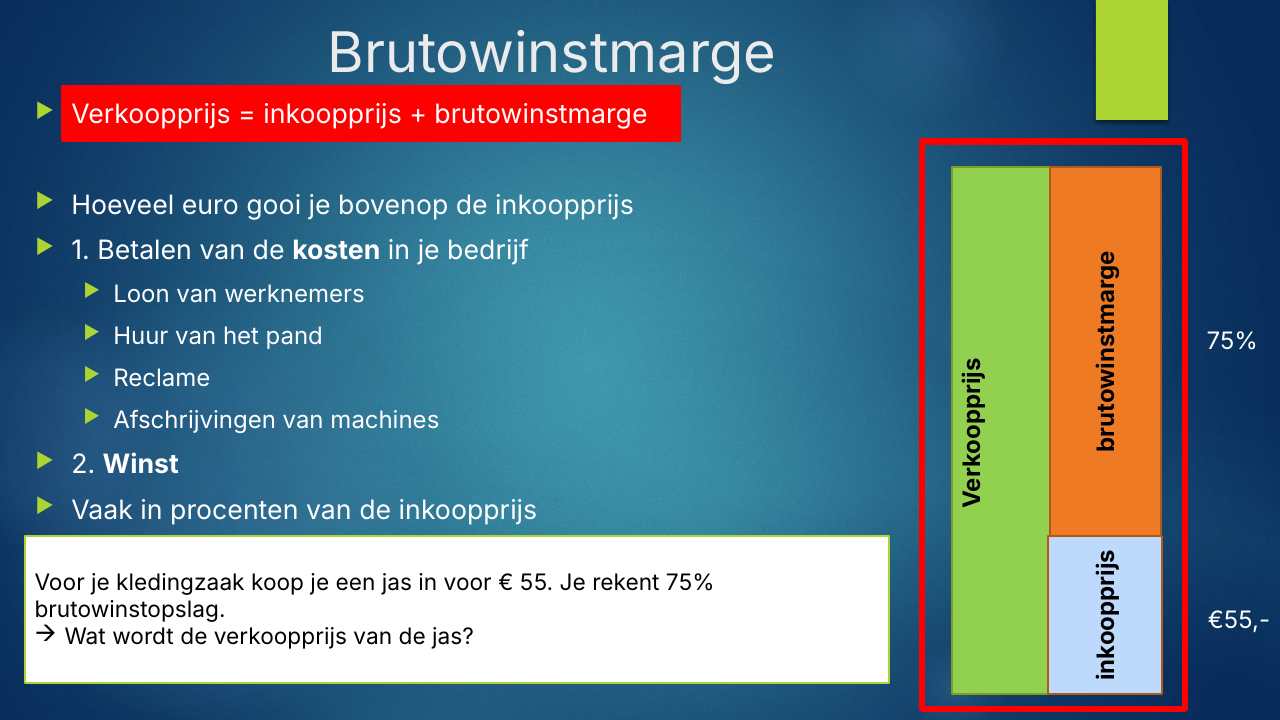 Brutowinstmarge
Verkoopprijs = inkoopprijs + brutowinstmarge
Hoeveel euro gooi je bovenop de inkoopprijs
1. Betalen van de kosten in je bedrijf
Loon van werknemers
Huur van het pand
Reclame
Afschrijvingen van machines
2. Winst
Vaak in procenten van de inkoopprijs
Voor je kledingzaak koop je een jas in voor € 55. Je rekent 75%
brutowinstopslag.
→ Wat wordt de verkoopprijs van de jas?
Verkoopprijs
brutowinstmarge
75%
inkoopprijs
€55,-